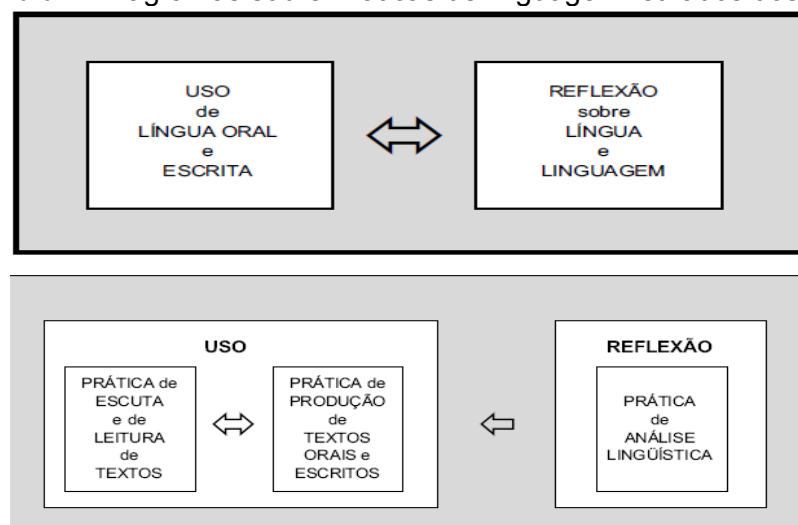 USO
de
LÍNGUA ORAL
e
ESCRITA
REFLEXÃO
sobre
LÍNGUA
e
LINGUAGEM
USO
PRÁTICA de
ESCUTA
e de
LEITURA
de
TEXTOS
PRÁTICA de
PRODUÇÃO
de
TEXTOS
ORAIS e
ESCRITOS
REFLEXÃO
PRÁTICA
de
ANÁLISE
LINGÜÍSTICA